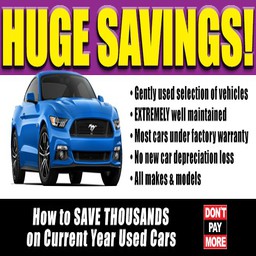 HUGE SAVINGS!
• Gently used selection of vehicles
• EXTREMELY well maintained
• Most cars under factory warranty
• No new car depreciation loss
• All makes & models
How to SAVE THOUSANDS
on Current Year Used Cars
DON'T
PAY
MORE